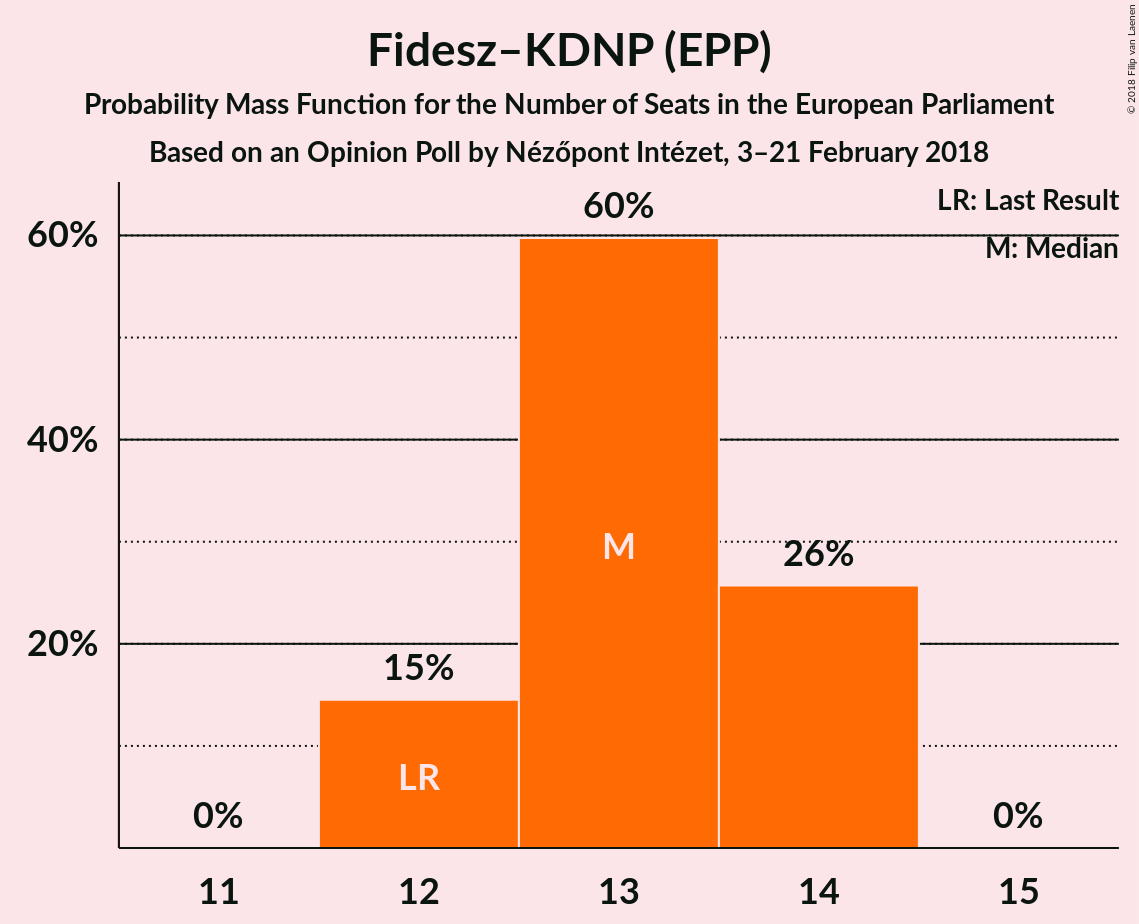 Fidesz–KDNP (EPP)
Probability Mass Function for the Number of Seats in the European Parliament
Based on an Opinion Poll by Nézőpont Intézet, 3–21 February 2018
© 2018 Filip van Laenen
LR: Last Result
M: Median
60%
40%
20%
0%
15%
60%
26%
0%
LR
M
11
12
13
14
15